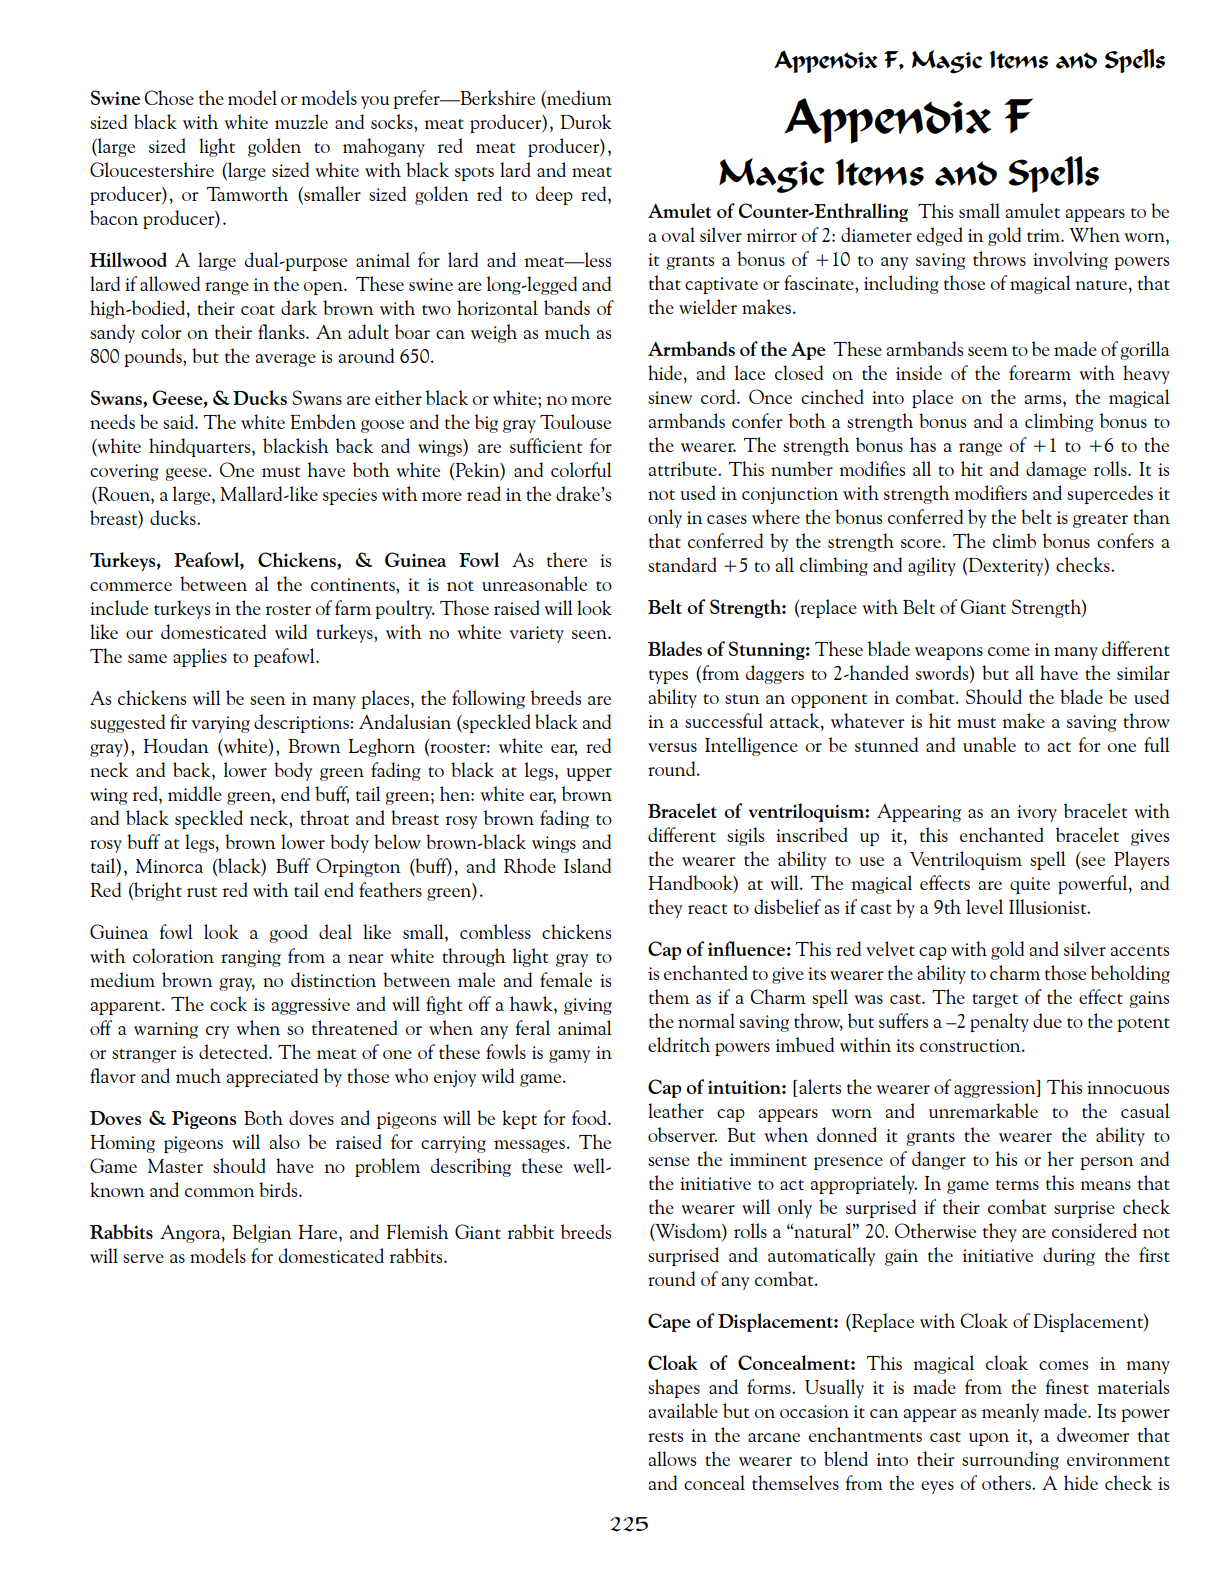 Appendix F, Magic Items and Spells
Swine Chose the model or models you prefer—Berkshire (medium
sized black with white muzzle and socks, meat producer), Durok
(large sized light golden to mahogany red meat producer),
Gloucestershire (large sized white with black spots lard and meat
producer), or Tamworth (smaller sized golden red to deep red,
bacon producer).
Hillwood A large dual-purpose animal for lard and meat—less
lard if allowed range in the open. These swine are long-legged and
high-bodied, their coat dark brown with two horizontal bands of
sandy color on their flanks. An adult boar can weigh as much as
800 pounds, but the average is around 650.
Swans, Geese, & Ducks Swans are either black or white; no more
needs be said. The white Embden goose and the big gray Toulouse
(white hindquarters, blackish back and wings) are sufficient for
covering geese. One must have both white (Pekin) and colorful
(Rouen, a large, Mallard-like species with more read in the drake's
breast) ducks.
Turkeys, Peafowl, Chickens, & Guinea Fowl As there is
commerce between al the continents, it is not unreasonable to
include turkeys in the roster of farm poultry. Those raised will look
like our domesticated wild turkeys, with no white variety seen.
The same applies to peafowl.
As chickens will be seen in many places, the following breeds are
suggested fir varying descriptions: Andalusian (speckled black and
gray), Houdan (white), Brown Leghorn (rooster: white ear, red
neck and back, lower body green fading to black at legs, upper
wing red, middle green, end buff, tail green; hen: white ear, brown
and black speckled neck, throat and breast rosy brown fading to
rosy buff at legs, brown lower body below brown-black wings and
tail), Minorca (black) Buff Orpington (buff), and Rhode Island
Red (bright rust red with tail end feathers green).
Guinea fowl look a good deal like small, combless chickens
with coloration ranging from a near white through light gray to
medium brown gray, no distinction between male and female is
apparent. The cock is aggressive and will fight off a hawk, giving
off a warning cry when so threatened or when any feral animal
or stranger is detected. The meat of one of these fowls is gamy in
flavor and much appreciated by those who enjoy wild game.
Doves & Pigeons Both doves and pigeons will be kept for food.
Homing pigeons will also be raised for carrying messages. The
Game Master should have no problem describing these well-
known and common birds.
Rabbits Angora, Belgian Hare, and Flemish Giant rabbit breeds
will serve as models for domesticated rabbits.
Appendix F
Magic Items and Spells
Amulet of Counter-Enthralling This small amulet appears to be
a oval silver mirror of 2: diameter edged in gold trim. When worn,
it grants a bonus of +10 to any saving throws involving powers
that captivate or fascinate, including those of magical nature, that
the wielder makes.
Armbands of the Ape These armbands seem to be made of gorilla
hide, and lace closed on the inside of the forearm with heavy
sinew cord. Once cinched into place on the arms, the magical
armbands confer both a strength bonus and a climbing bonus to
the wearer. The strength bonus has a range of +1 to +6 to the
attribute. This number modifies all to hit and damage rolls. It is
not used in conjunction with strength modifiers and supercedes it
only in cases where the bonus conferred by the belt is greater than
that conferred by the strength score. The climb bonus confers a
standard +5 to all climbing and agility (Dexterity) checks.
Belt of Strength: (replace with Belt of Giant Strength)
Blades of Stunning: These blade weapons come in many different
types (from daggers to 2-handed swords) but all have the similar
ability to stun an opponent in combat. Should the blade be used
in a successful attack, whatever is hit must make a saving throw
versus Intelligence or be stunned and unable to act for one full
round.
Bracelet of ventriloquism: Appearing as an ivory bracelet with
different sigils inscribed up it, this enchanted bracelet gives
the wearer the ability to use a Ventriloquism spell (see Players
Handbook) at will. The magical effects are quite powerful, and
they react to disbelief as if cast by a 9th level Illusionist.
Cap of influence: This red velvet cap with gold and silver accents
is enchanted to give its wearer the ability to charm those beholding
them as if a Charm spell was cast. The target of the effect gains
the normal saving throw, but suffers a –2 penalty due to the potent
eldritch powers imbued within its construction.
Cap of intuition: [alerts the wearer of aggression] This innocuous
leather cap appears worn and unremarkable to the casual
observer. But when donned it grants the wearer the ability to
sense the imminent presence of danger to his or her person and
the initiative to act appropriately. In game terms this means that
the wearer will only be surprised if their combat surprise check
(Wisdom) rolls a “natural” 20. Otherwise they are considered not
surprised and automatically gain the initiative during the first
round of any combat.
Cape of Displacement: (Replace with Cloak of Displacement)
Cloak of Concealment: This magical cloak comes in many
shapes and forms. Usually it is made from the finest materials
available but on occasion it can appear as meanly made. Its power
rests in the arcane enchantments cast upon it, a dweomer that
allows the wearer to blend into their surrounding environment
and conceal themselves from the eyes of others. A hide check is
225